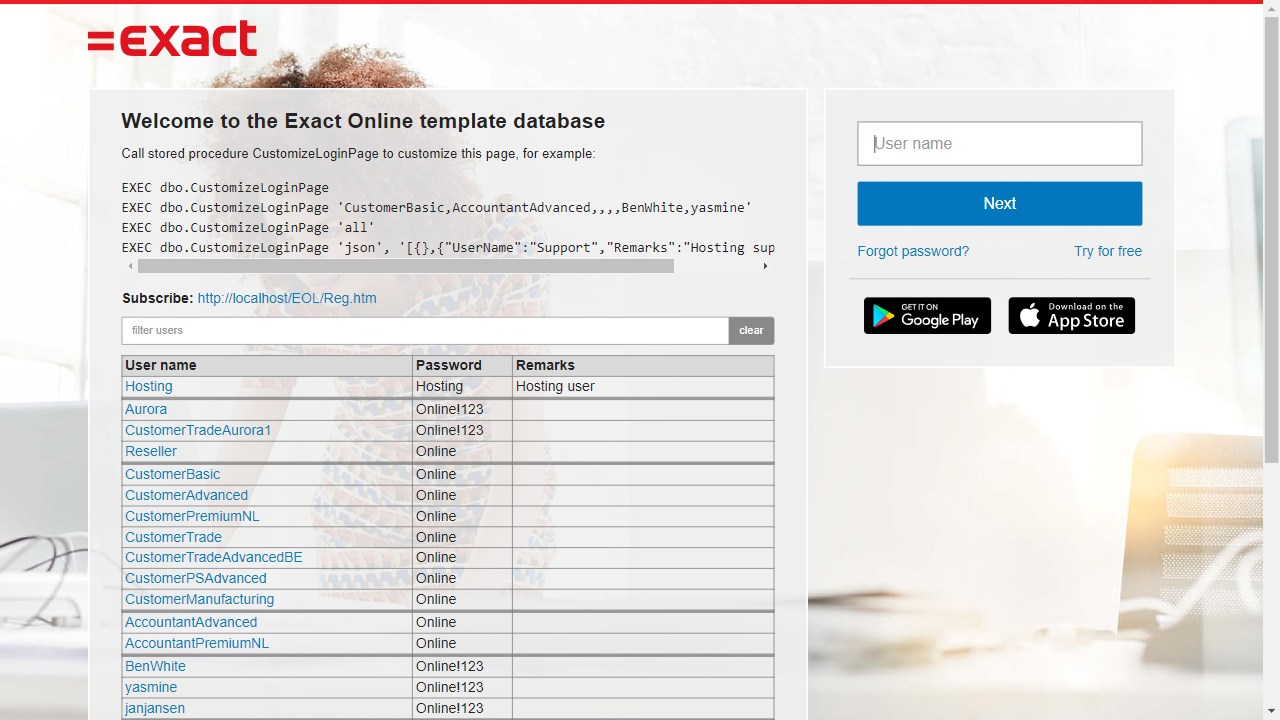 =exact
Welcome to the Exact Online template database
Call stored procedure CustomizeLoginPage to customize this page, for example:
EXEC dbo.CustomizeLoginPage
EXEC dbo.CustomizeLoginPage 'CustomerBasic,AccountantAdvanced,,,,BenWhite,yasmine'
EXEC dbo.CustomizeLoginPage 'all'
EXEC dbo.CustomizeLoginPage 'json', '[{},{"UserName":"Support","Remarks":"Hosting sup
Subscribe: http://localhost/EOL/Reg.htm
filter users clear
User name Password Remarks
Hosting Hosting Hosting user
Aurora Online!123
CustomerTradeAurora1 Online!123
Reseller Online
CustomerBasic Online
CustomerAdvanced Online
CustomerPremiumNL Online
CustomerTrade Online
CustomerTradeAdvancedBE Online
CustomerPSAdvanced Online
CustomerManufacturing Online
AccountantAdvanced Online
AccountantPremiumNL Online
BenWhite Online!123
yasmine Online!123
janjansen Online!123
User name
Next
Forgot password? Try for free
GET IT ON
Google Play
Download on the
App Store